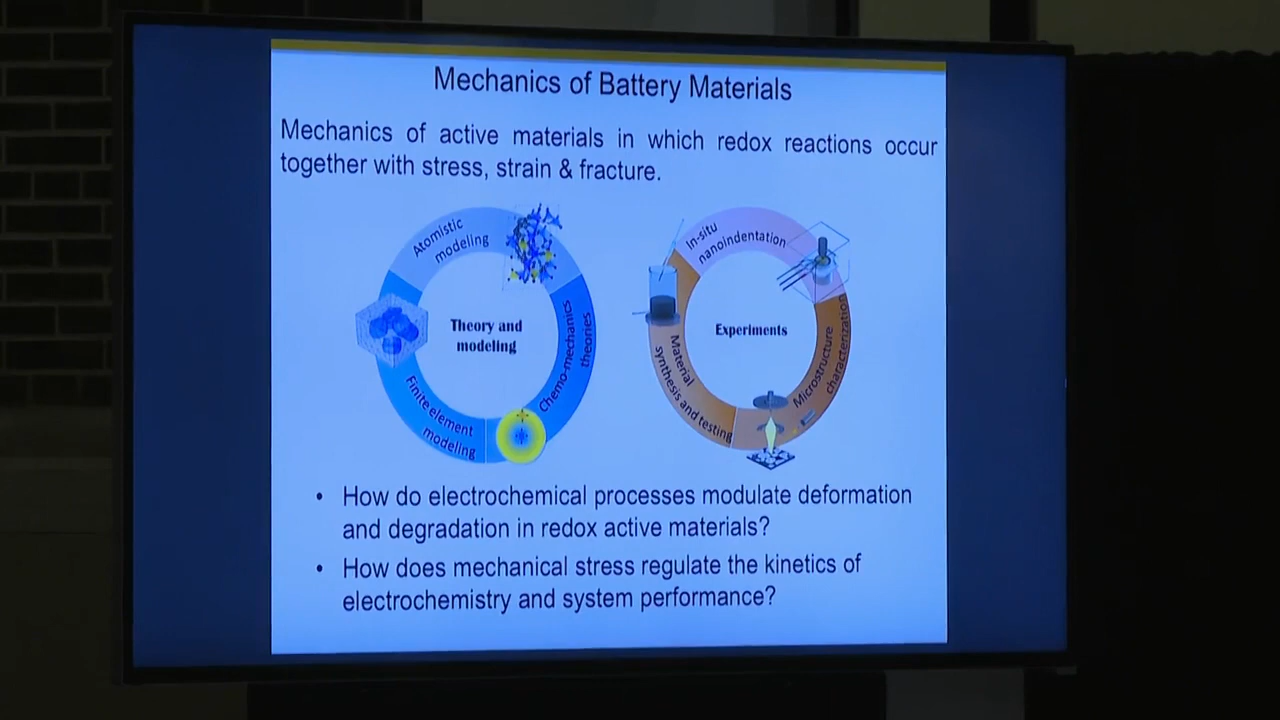 Mechanics of Battery Materials
Mechanics of active materials in which redox reactions occur
together with stress, strain & fracture.
Atomistic
modeling
Chemo-mechanics
theories
Finite element
modeling
Theory and
modeling
In-situ
nanoindentation
Microstructure
characterization
Material
synthesis and testing
Experiments
• How do electrochemical processes modulate deformation
and degradation in redox active materials?
• How does mechanical stress regulate the kinetics of
electrochemistry and system performance?